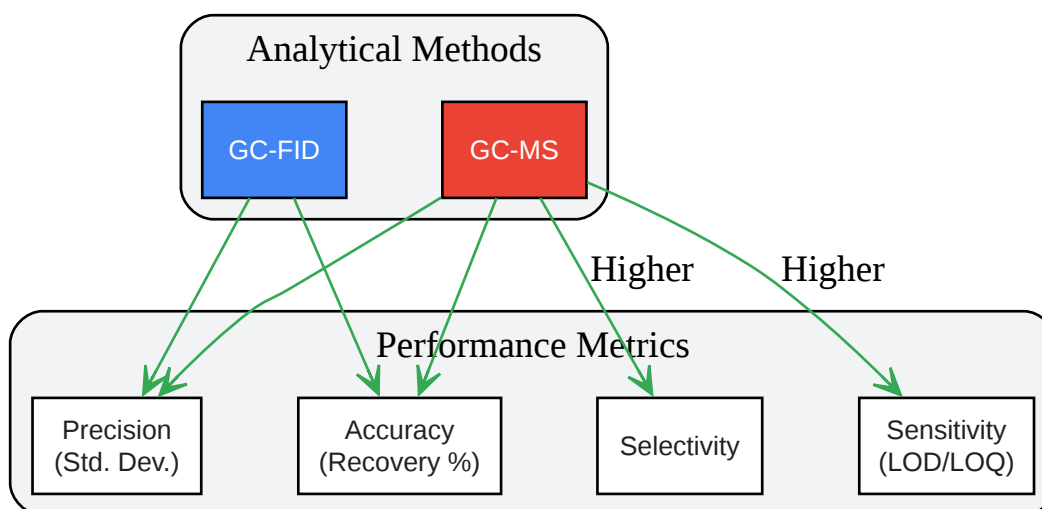 Analytical Methods
GC-FID
GC-MS
Higher
Higher
Performance Metrics
Precision
(Std. Dev.)
Accuracy
(Recovery %)
Selectivity
Sensitivity
(LOD/LOQ)